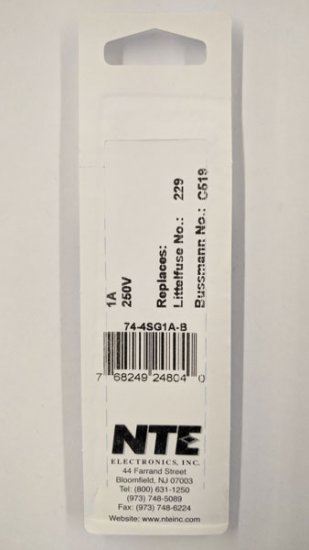 1A
250V
Replaces:
Littelfuse No.: 229
Bussmann No.: C519
74-4SG1A-B
7 68249 24804 0
NTE
ELECTRONICS, INC.
44 Farrand Street
Bloomfield, NJ 07003
Tel: (800) 631-1250
(973) 748-5089
Fax: (973) 748-6224
Website: www.nteinc.com